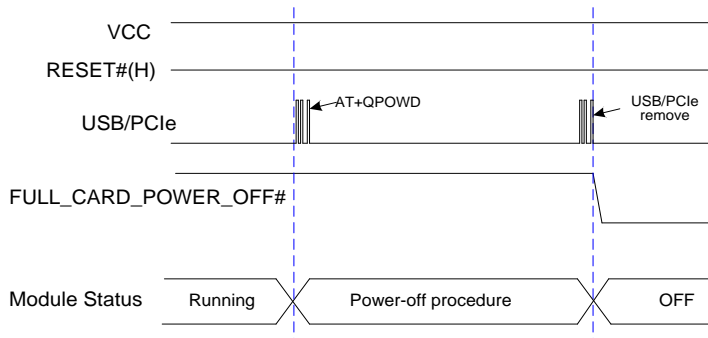 VCC
RESET#(H)
USB/PCIe
AT+QPOWD
USB/PCIe
remove
FULL_CARD_POWER_OFF#
Module Status
Running
Power-off procedure
OFF